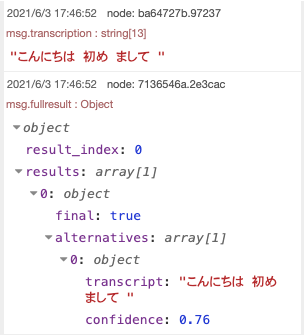 2021/6/3 17:46:52 node: ba64727b.97237
msg.transcription : string[13]
"こんにちは 初め まして "
2021/6/3 17:46:52 node: 7136546a.2e3cac
msg.fullresult : Object
object
result_index: 0
results: array[1]
0: object
final: true
alternatives: array[1]
0: object
transcript: "こんにちは 初め
まして "
confidence: 0.76